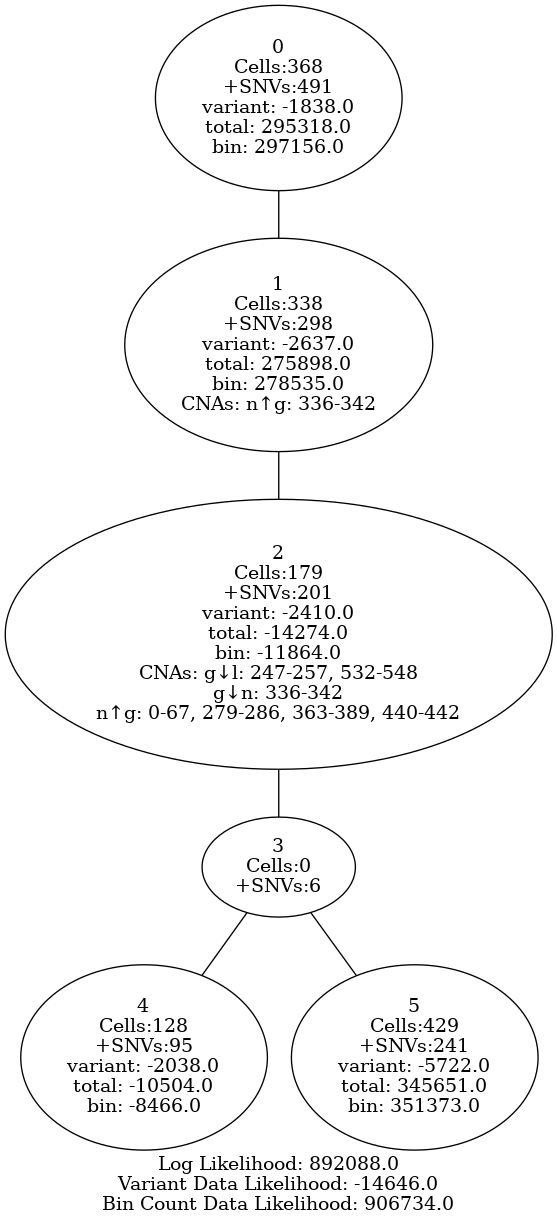 0
Cells:368
+SNVs:491
variant: -1838.0
total: 295318.0
bin: 297156.0
1
Cells:338
+SNVs:298
variant: -2637.0
total: 275898.0
bin: 278535.0
CNAs: n↑g: 336-342
2
Cells:179
+SNVs:201
variant: -2410.0
total: -14274.0
bin: -11864.0
CNAs: g↓l: 247-257, 532-548
g↓n: 336-342
n↑g: 0-67, 279-286, 363-389, 440-442
3
Cells:0
+SNVs:6
4
Cells:128
+SNVs:95
variant: -2038.0
total: -10504.0
bin: -8466.0
5
Cells:429
+SNVs:241
variant: -5722.0
total: 345651.0
bin: 351373.0
Log Likelihood: 892088.0
Variant Data Likelihood: -14646.0
Bin Count Data Likelihood: 906734.0